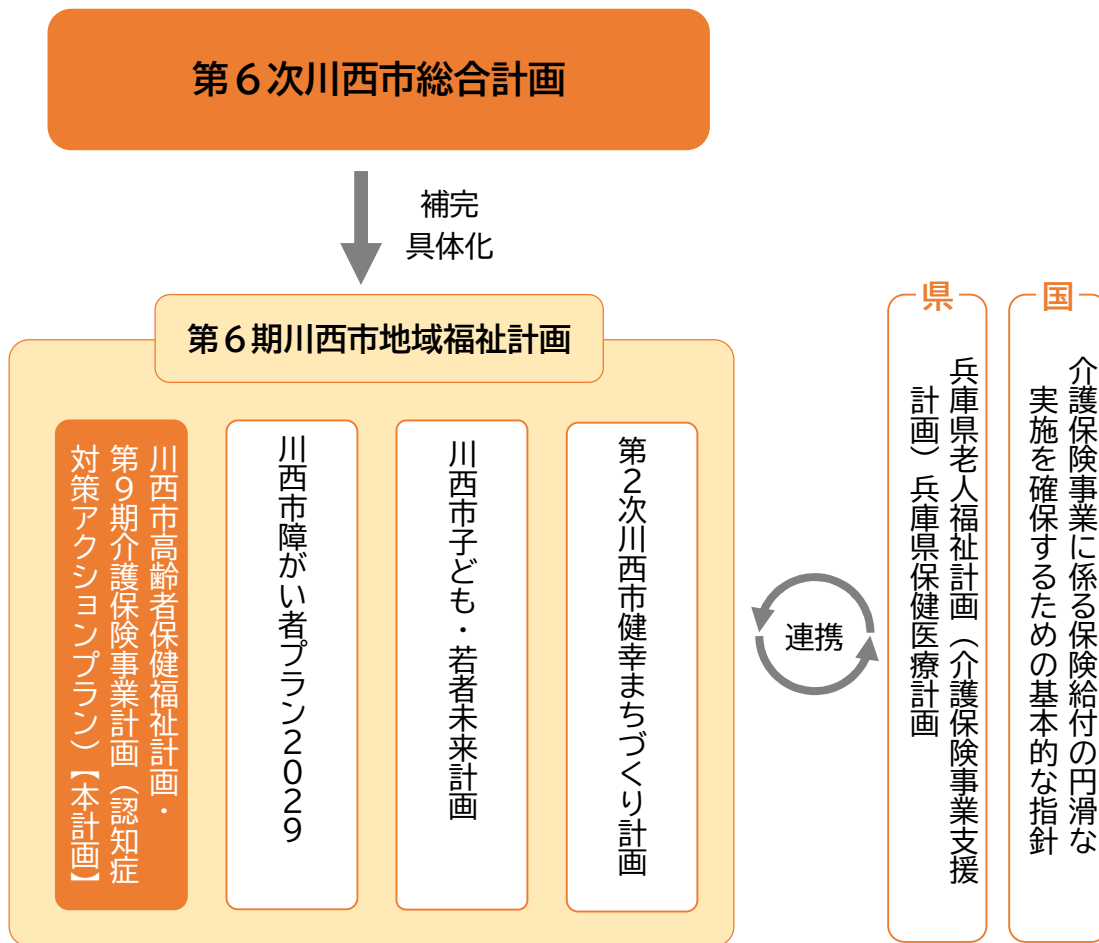 第６次川西市総合計画
補完
具体化
第６期川西市地域福祉計画
川西市高齢者保健福祉計画・
第９期介護保険事業計画（認知症
対策アクションプラン）【本計画】
川西市障がい者プラン２０２９
川西市子ども・若者未来計画
第２次川西市健幸まちづくり計画
連携
県
兵庫県老人福祉計画（介護保険事業支援
計画）兵庫県保健医療計画
国
介護保険事業に係る保険給付の円滑な
実施を確保するための基本的な指針